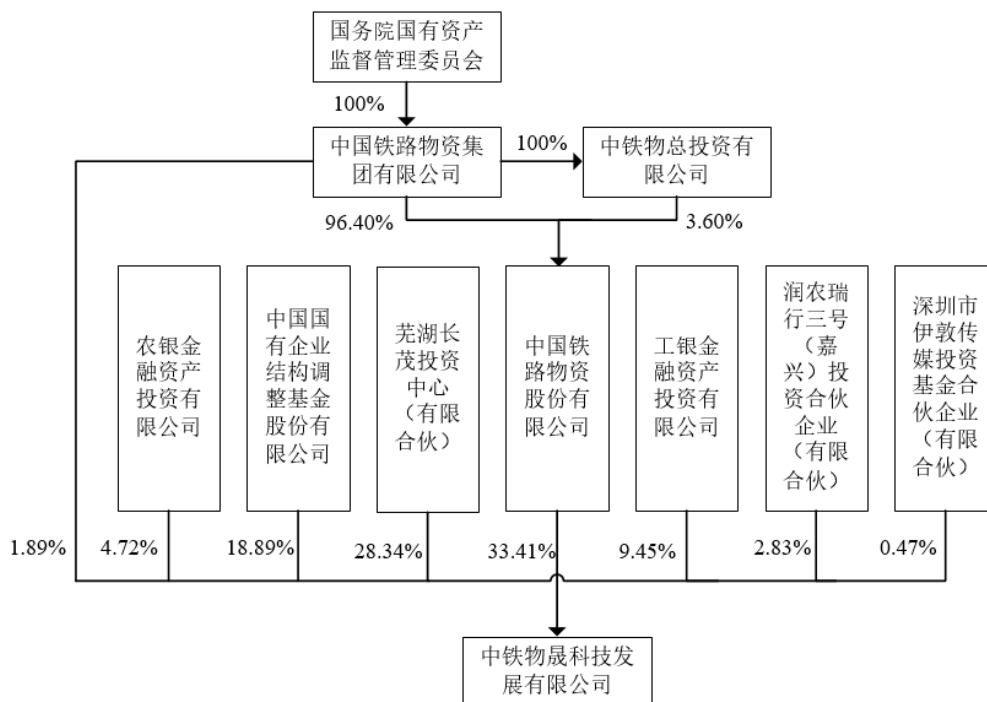 国务院国有资产
监督管理委员会
100%
中国铁路物资集
团有限公司
100%
中铁物总投资有
限公司
96.40%
3.60%
农银金
融资产
投资有
限公司
中国国
有企业
结构调
整基金
股份有
限公司
芜湖长
茂投资
中心
（有限
合伙）
中国铁
路物资
股份有
限公司
工银金
融资产
投资有
限公司
润农瑞
行三号
（嘉
兴）投
资合伙
企业
（有限
合伙）
深圳市
伊敦传
媒投资
基金合
伙企业
（有限
合伙）
1.89%
4.72%
18.89%
28.34%
33.41%
9.45%
2.83%
0.47%
中铁物晟科技发
展有限公司